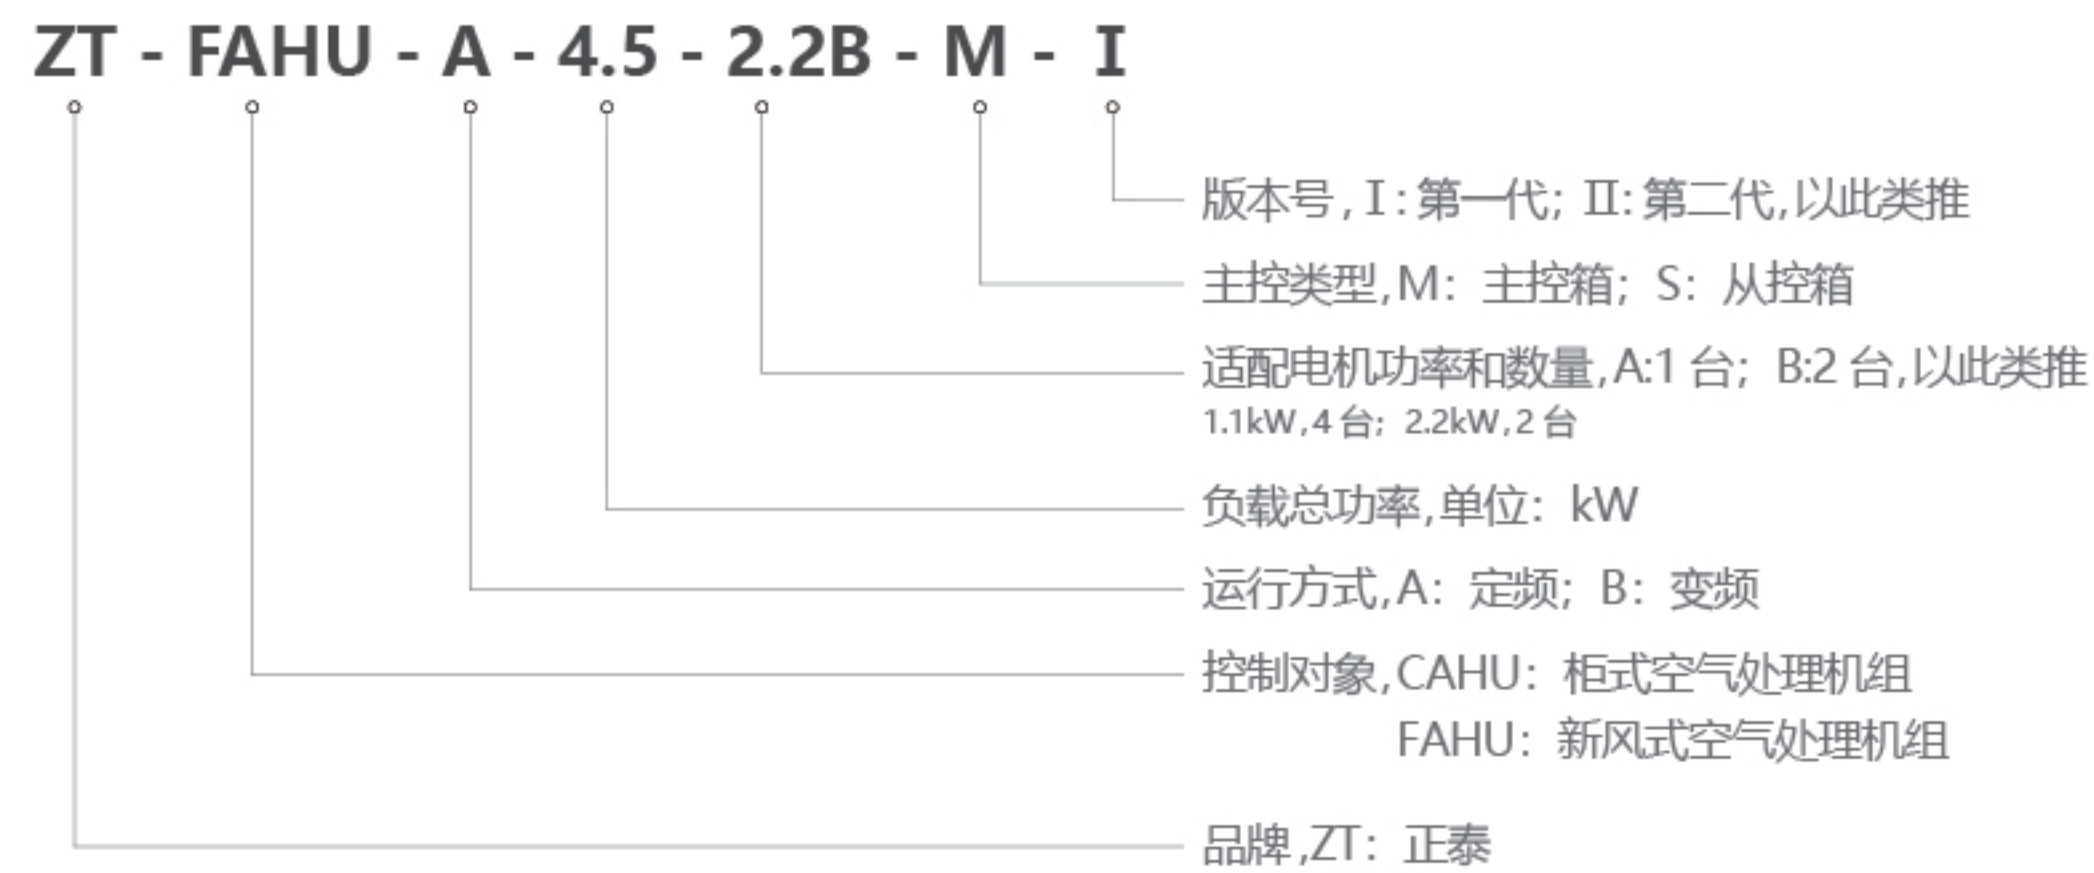 ZT - FAHU - A - 4.5 - 2.2B - M - I
版本号, I : 第一代; II: 第二代, 以此类推
主控类型, M: 主控箱; S: 从控箱
适配电机功率和数量, A:1 台; B:2 台, 以此类推
1.1kW, 4 台; 2.2kW, 2 台
负载总功率, 单位: kW
运行方式, A: 定频; B: 变频
控制对象, CAHU: 柜式空气处理机组
FAHU: 新风式空气处理机组
品牌, ZT: 正泰